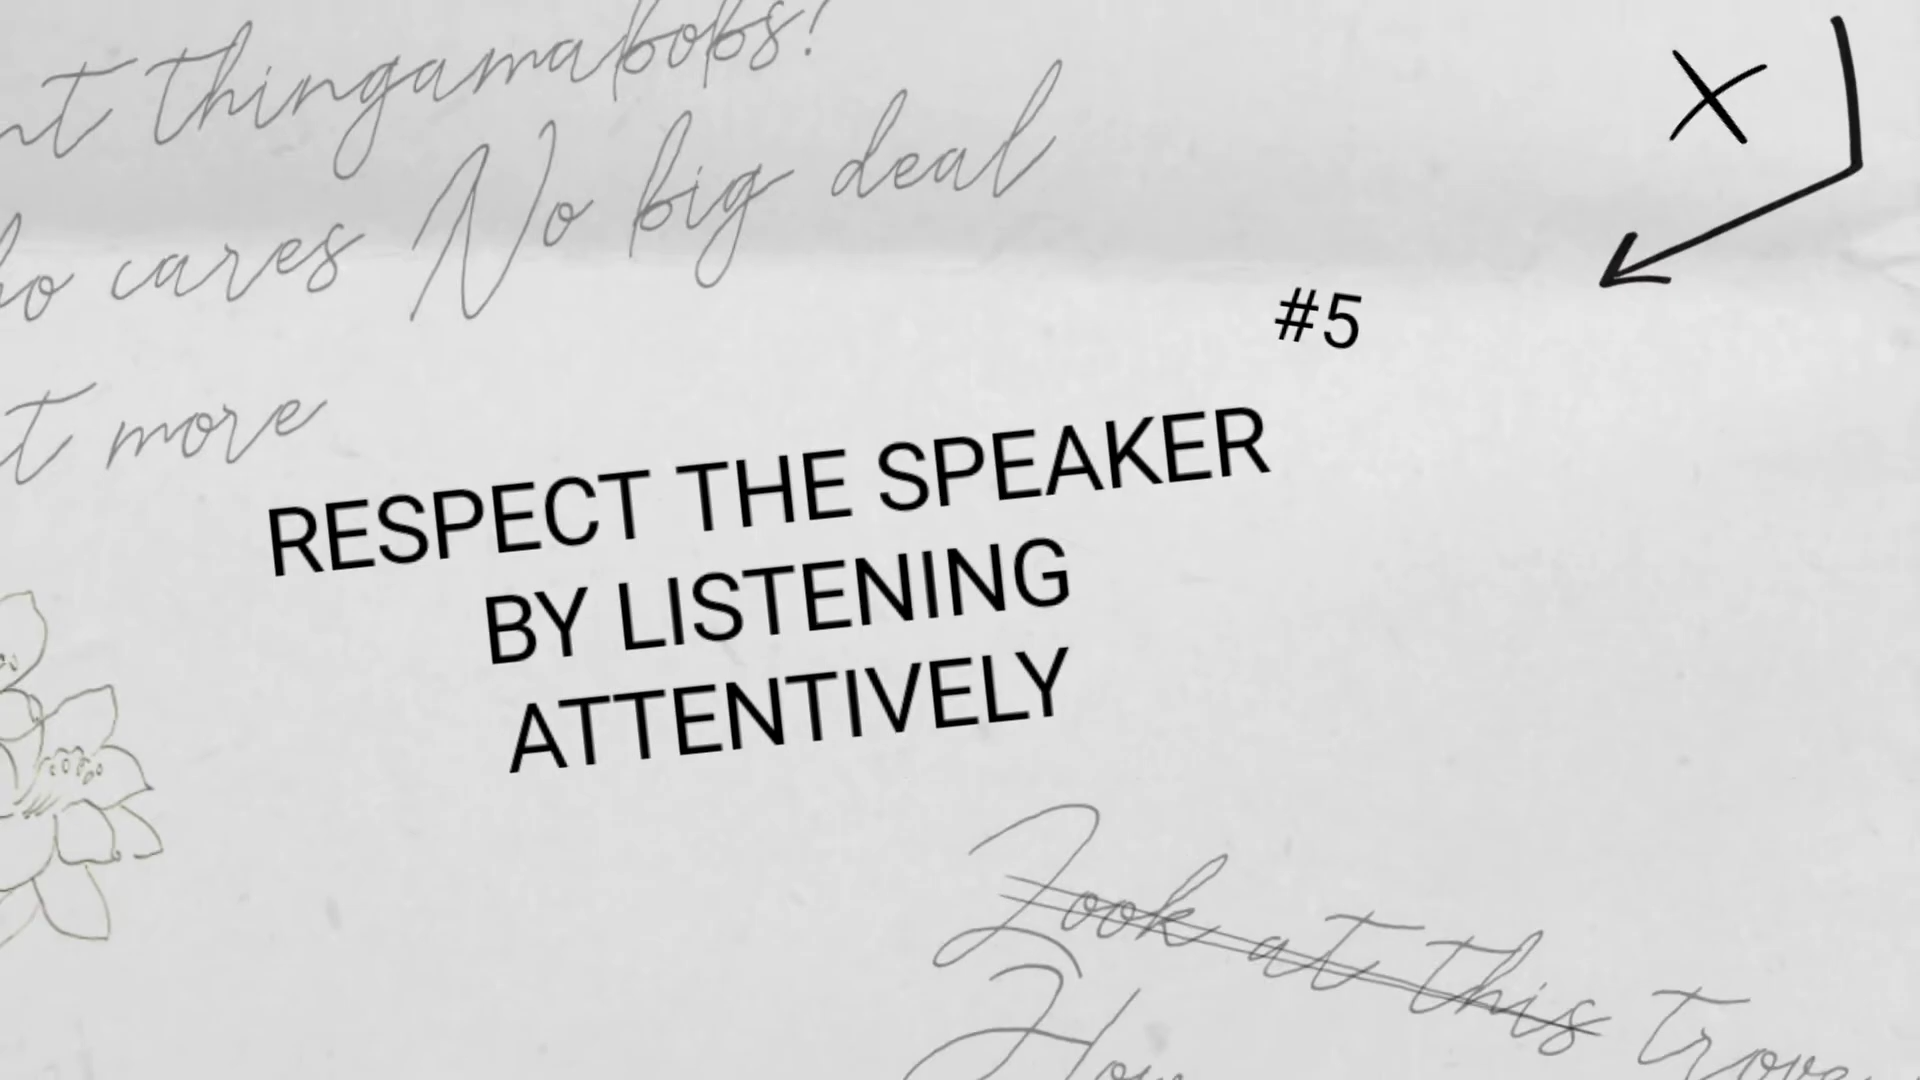 thingamabobs!
cares No big deal
more
#5
RESPECT THE SPEAKER
BY LISTENING
ATTENTIVELY
Look at this